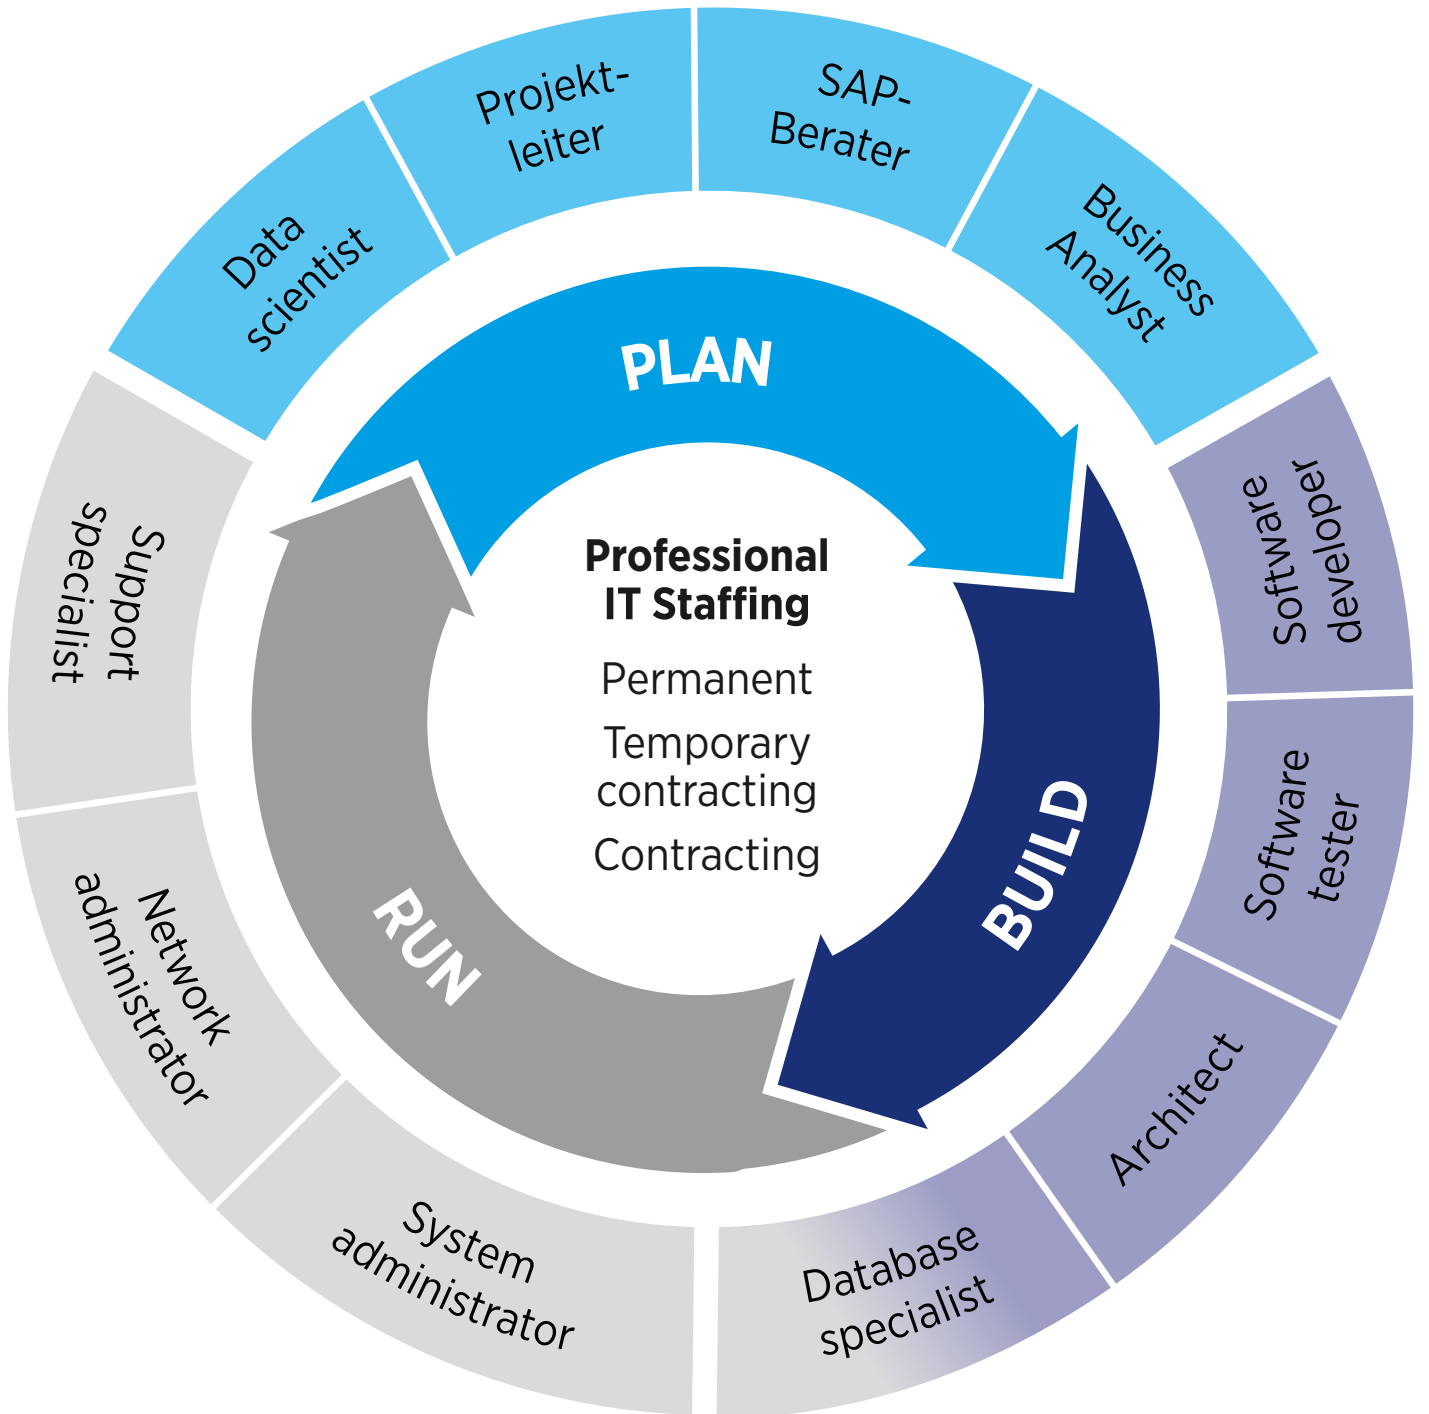 Projekt-
leiter
SAP-
Berater
Business
Analyst
Software
developer
Software
tester
Architect
Database
specialist
System
administrator
Network
administrator
Support
specialist
Data
scientist
PLAN
BUILD
RUN
Professional
IT Staffing
Permanent
Temporary
contracting
Contracting